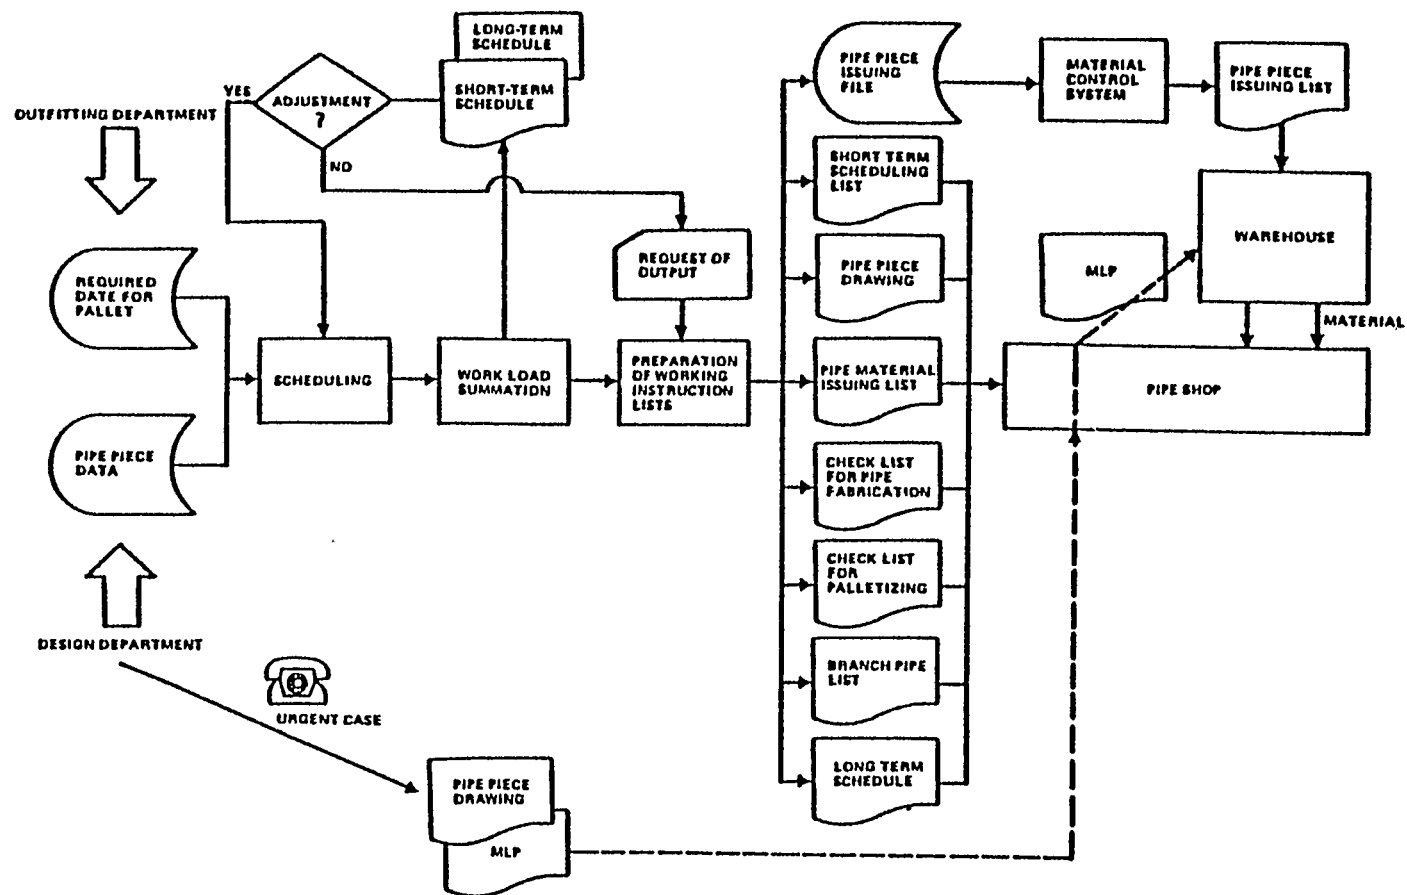 LONG-TERM
SCHEDULE
SHORT-TERM
SCHEDULE
YES
ADJUSTMENT
?
NO
OUTFITTING DEPARTMENT
REQUIRED
DATE FOR
PALLET
PIPE PIECE
DATA
DESIGN DEPARTMENT
URGENT CASE
SCHEDULING
WORK LOAD
SUMMATION
REQUEST OF
OUTPUT
PREPARATION
OF WORKING
INSTRUCTION
LISTS
PIPE PIECE
ISSUING
FILE
SHORT TERM
SCHEDULING
LIST
PIPE PIECE
DRAWING
PIPE MATERIAL
ISSUING LIST
CHECK LIST
FOR PIPE
FABRICATION
CHECK LIST
FOR
PALLETIZING
BRANCH PIPE
LIST
LONG TERM
SCHEDULE
MATERIAL
CONTROL
SYSTEM
PIPE PIECE
ISSUING LIST
WAREHOUSE
MLP
MATERIAL
PIPE SHOP
PIPE PIECE
DRAWING
MLP